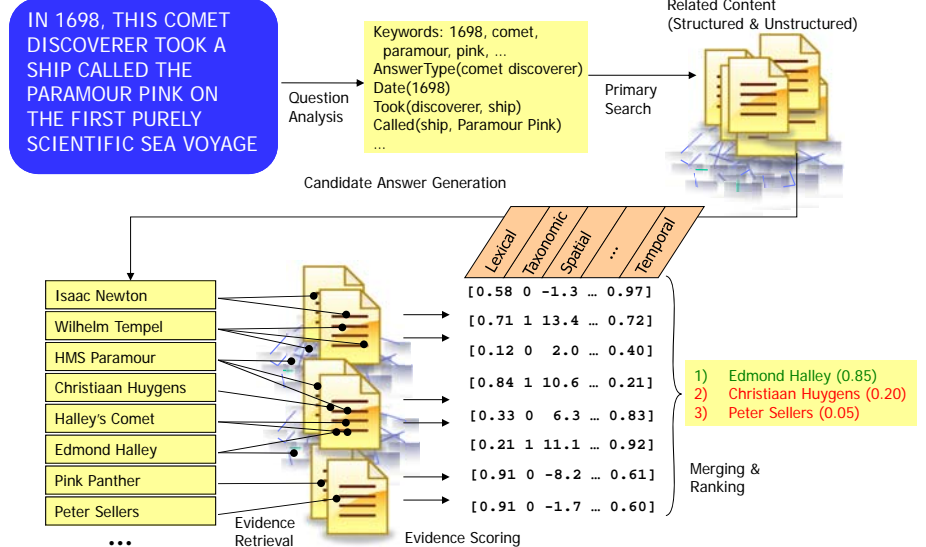 IN 1698, THIS COMET
DISCOVERER TOOK A
SHIP CALLED THE
PARAMOUR PINK ON
THE FIRST PURELY
SCIENTIFIC SEA VOYAGE
Question
Analysis
Keywords: 1698, comet,
paramour, pink, ...
AnswerType(comet discoverer)
Date(1698)
Took(discoverer, ship)
Called(ship, Paramour Pink)
...
Primary
Search
Related Content
(Structured & Unstructured)
Candidate Answer Generation
Lexical
Taxonomic
Spatial
...
Temporal
Isaac Newton
Wilhelm Tempel
HMS Paramour
Christiaan Huygens
Halley's Comet
Edmond Halley
Pink Panther
Peter Sellers
...
Evidence
Retrieval
Evidence Scoring
[0.58 0 -1.3 … 0.97]
[0.71 1 13.4 … 0.72]
[0.12 0 2.0 … 0.40]
[0.84 1 10.6 … 0.21]
[0.33 0 6.3 … 0.83]
[0.21 1 11.1 … 0.92]
[0.91 0 -8.2 … 0.61]
[0.91 0 -1.7 … 0.60]
Merging &
Ranking
1) Edmond Halley (0.85)
2) Christiaan Huygens (0.20)
3) Peter Sellers (0.05)